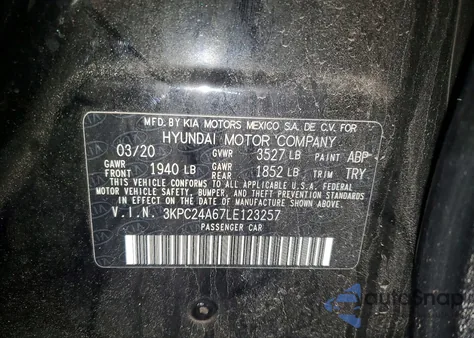 MFD. BY KIA MOTORS MEXICO S.A. DE C.V. FOR
HYUNDAI MOTOR COMPANY
03/20 GVWR 3527 LB PAINT ABP
GAWR FRONT 1940 LB GAWR REAR 1852 LB TRIM TRY
THIS VEHICLE CONFORMS TO ALL APPLICABLE U.S.A. FEDERAL
MOTOR VEHICLE SAFETY, BUMPER, AND THEFT PREVENTION STANDARDS
IN EFFECT ON THE DATE OF MANUFACTURE SHOWN ABOVE.
V.I.N. 3KPC24A67LE123257
PASSENGER CAR
autoSnap